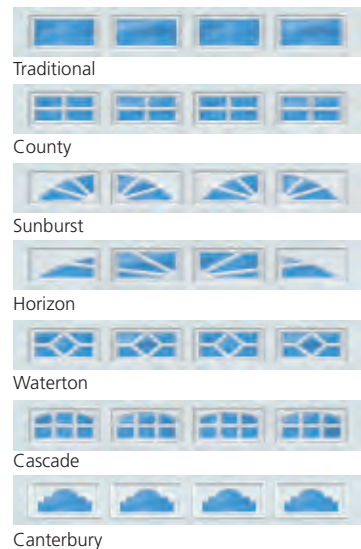 Traditional
County
Sunburst
Horizon
Waterton
Cascade
Canterbury